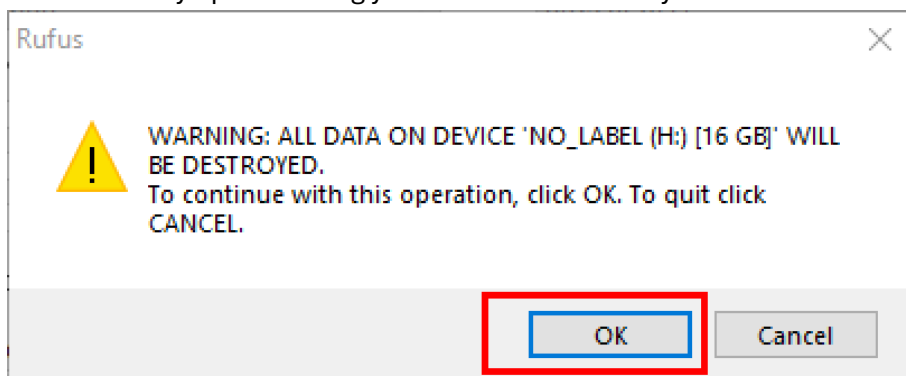 Rufus
WARNING: ALL DATA ON DEVICE 'NO_LABEL (H:) [16 GB]' WILL
BE DESTROYED.
To continue with this operation, click OK. To quit click
CANCEL.
OK
Cancel